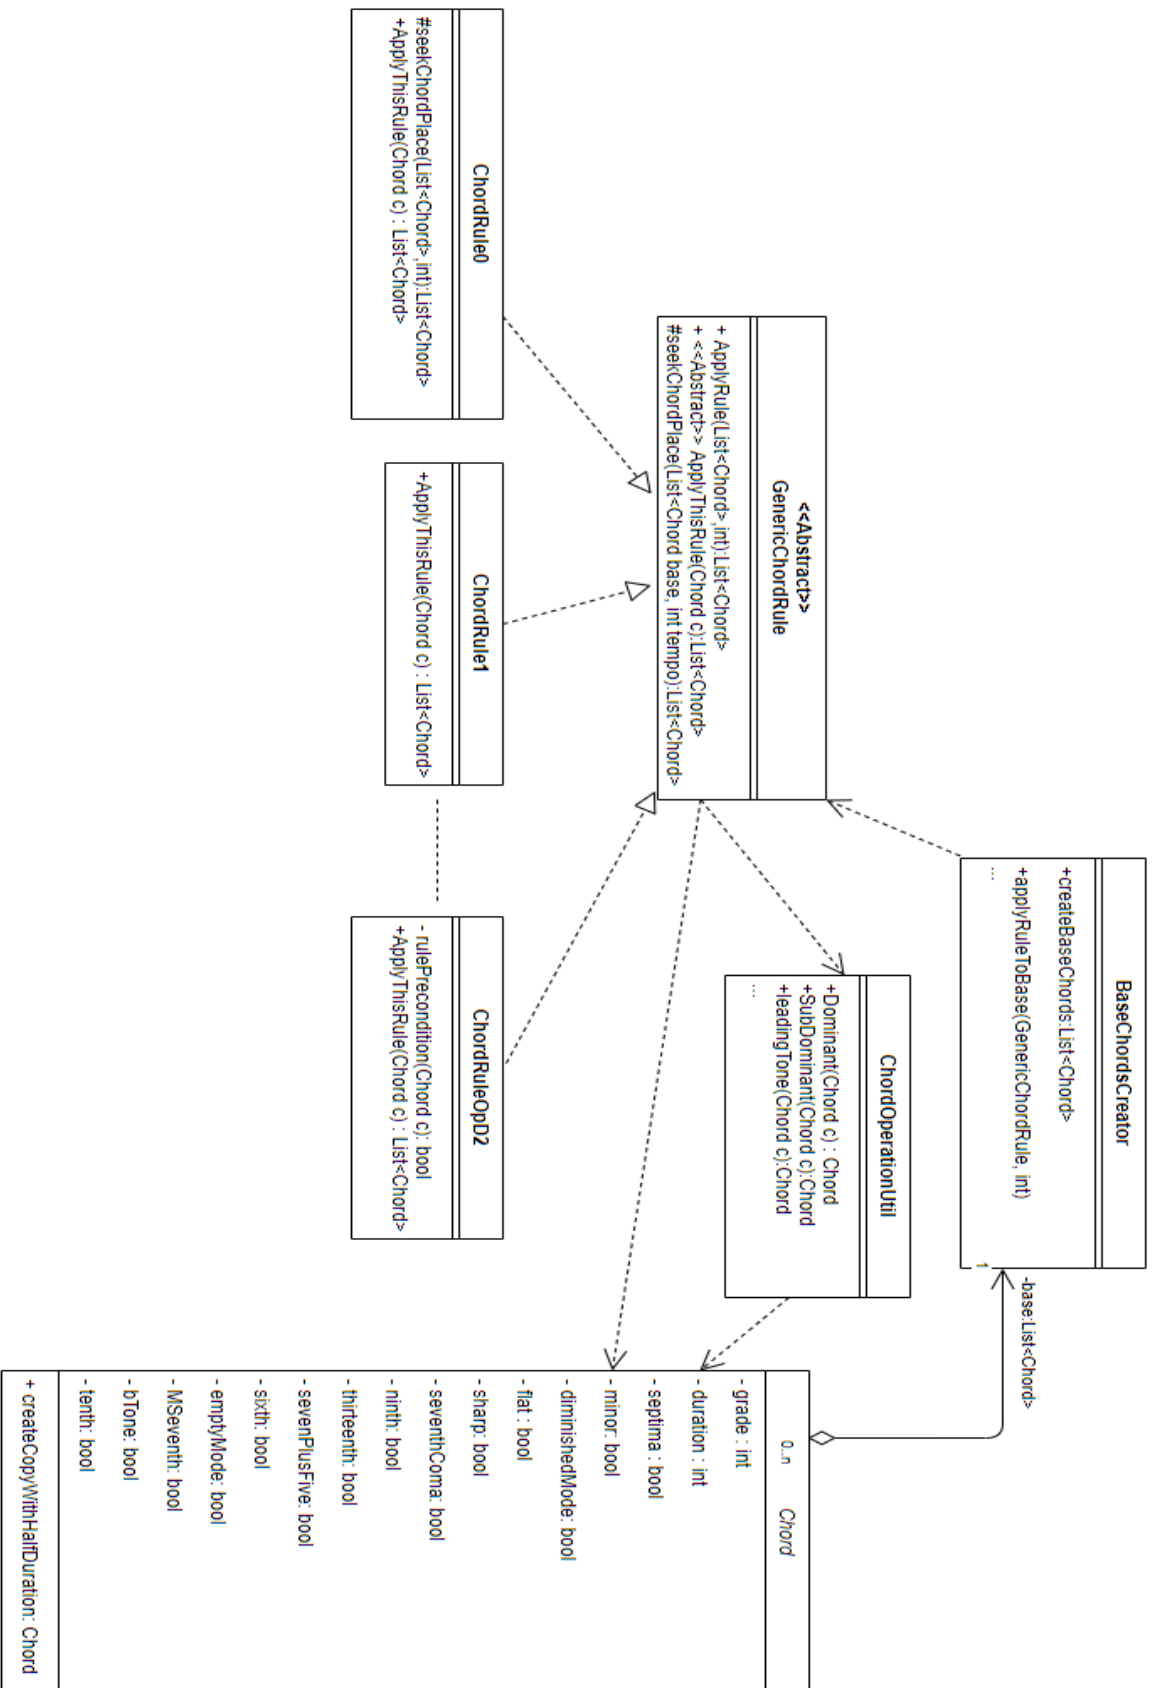 BaseChordsCreator
+createBaseChords:List<Chord>
+applyRuleToBase(GenericChordRule, int)
...
1
-base:List<Chord>
<<Abstract>>
GenericChordRule
+ ApplyRule(List<Chord>,int):List<Chord>
+ <<Abstract>> ApplyThisRule(Chord c):List<Chord>
#seekChordPlace(List<Chord base, int tempo):List<Chord>
ChordOperationUtil
+Dominant(Chord c) : Chord
+SubDominant(Chord c):Chord
+leadingTone(Chord c):Chord
...
0..n Chord
- grade : int
- duration : int
- septima : bool
- minor: bool
- diminishedMode: bool
- flat : bool
- sharp: bool
- seventhComa: bool
- ninth: bool
- thirteenth: bool
- sevenPlusFive: bool
- sixth: bool
- emptyMode: bool
- MSeventh: bool
- bTone: bool
- tenth: bool
+ createCopyWithHalfDuration: Chord
ChordRule0
#seekChordPlace(List<Chord>,int):List<Chord>
+ApplyThisRule(Chord c) : List<Chord>
ChordRule1
+ApplyThisRule(Chord c) : List<Chord>
ChordRuleOpD2
- rulePrecondition(Chord c): bool
+ApplyThisRule(Chord c) : List<Chord>